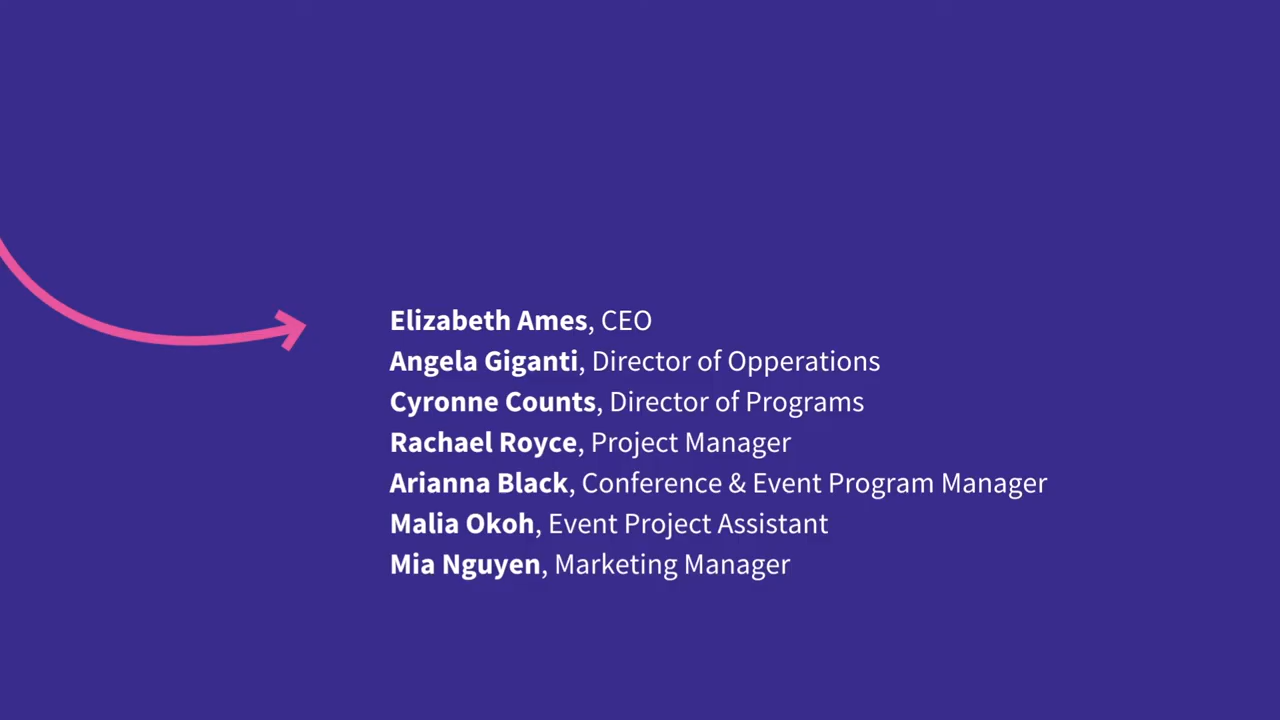 Elizabeth Ames, CEO
Angela Giganti, Director of Opperations
Cyronne Counts, Director of Programs
Rachael Royce, Project Manager
Arianna Black, Conference & Event Program Manager
Malia Okoh, Event Project Assistant
Mia Nguyen, Marketing Manager